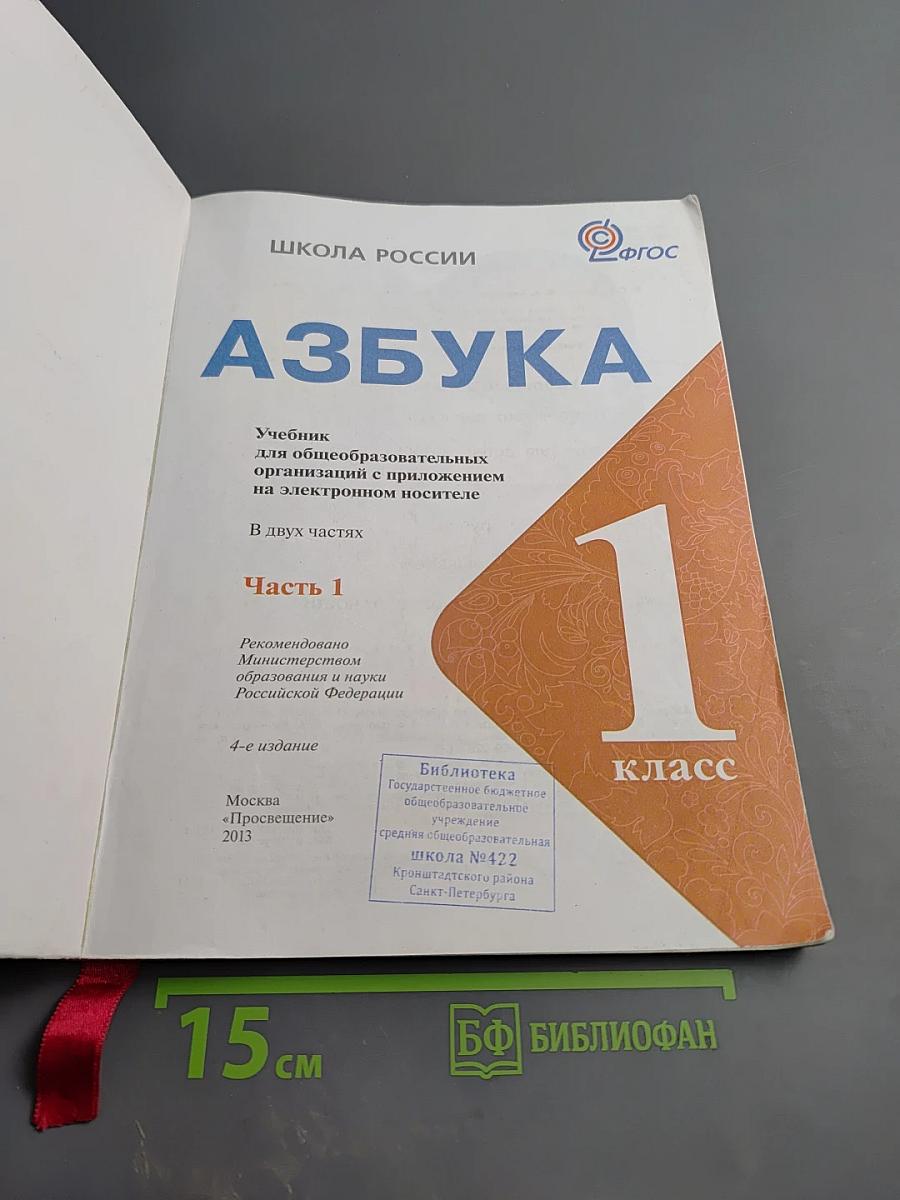 ШКОЛА РОССИИ
ФГОС
АЗБУКА
Учебник
для общеобразовательных
организаций с приложением
на электронном носителе
В двух частях
Часть 1
Рекомендовано
Министерством
образования и науки
Российской Федерации
4-е издание
Москва
«Просвещение»
2013
1
класс
Библиотека
Государственное бюджетное
общеобразовательное
учреждение
средняя общеобразовательная
школа №422
Кронштадтского района
Санкт-Петербурга
15 см
БФ БИБЛИОФАН